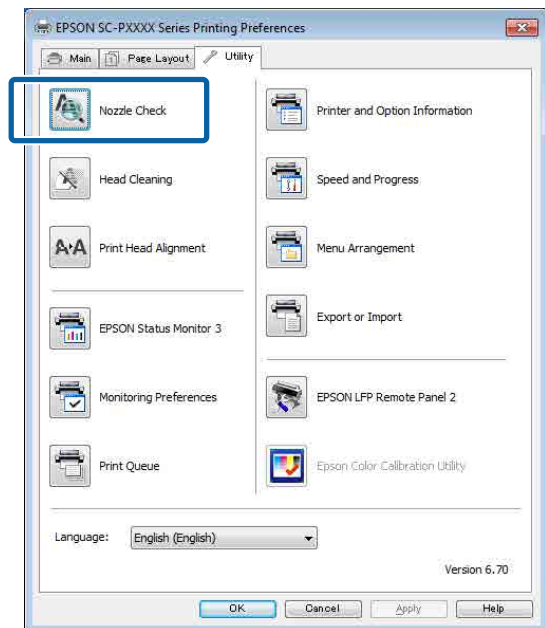 EPSON SC-PXXXX Series Printing Preferences
Main
Page Layout
Utility
Nozzle Check
Printer and Option Information
Head Cleaning
Speed and Progress
A A
Print Head Alignment
Menu Arrangement
EPSON Status Monitor 3
Export or Import
Monitoring Preferences
EPSON LFP Remote Panel 2
Print Queue
Epson Color Calibration Utility
Language:
English (English)
Version 6.70
OK
Cancel
Apply
Help